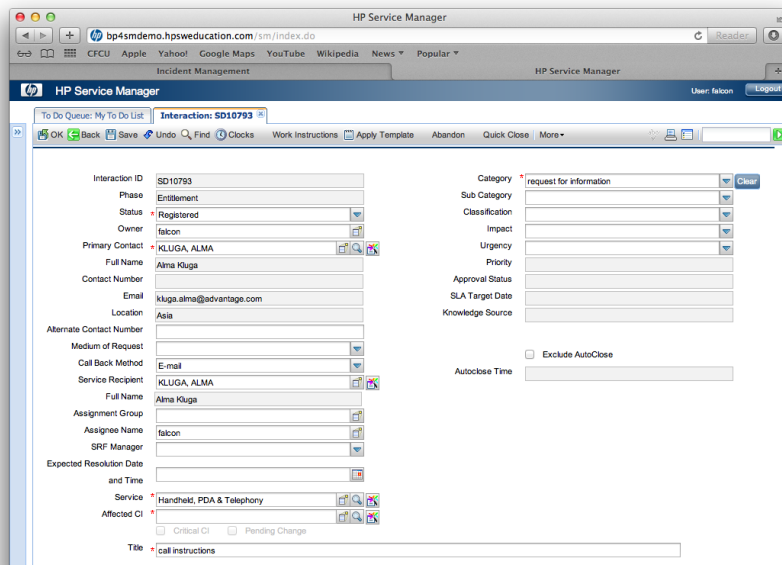 HP Service Manager
bp4smdemo.hpsweducation.com/sm/index.do
Reader
CFCU Apple Yahoo! Google Maps YouTube Wikipedia News Popular
Incident Management HP Service Manager
hp HP Service Manager User: falcon Logout
To Do Queue: My To Do List Interaction: SD10793
OK Back Save Undo Find Clocks Work Instructions Apply Template Abandon Quick Close More
Interaction ID SD10793
Phase Entitlement
Status * Registered
Owner falcon
Primary Contact * KLUGA, ALMA
Full Name Alma Kluga
Contact Number
Email kluga.alma@advantage.com
Location Asia
Alternate Contact Number
Medium of Request
Call Back Method E-mail
Service Recipient KLUGA, ALMA
Full Name Alma Kluga
Assignment Group
Assignee Name falcon
SRF Manager
Expected Resolution Date
and Time
Service * Handheld, PDA & Telephony
Affected CI *
Critical CI Pending Change
Title * call instructions
Category * request for information Clear
Sub Category
Classification
Impact
Urgency
Priority
Approval Status
SLA Target Date
Knowledge Source
Exclude AutoClose
Autoclose Time